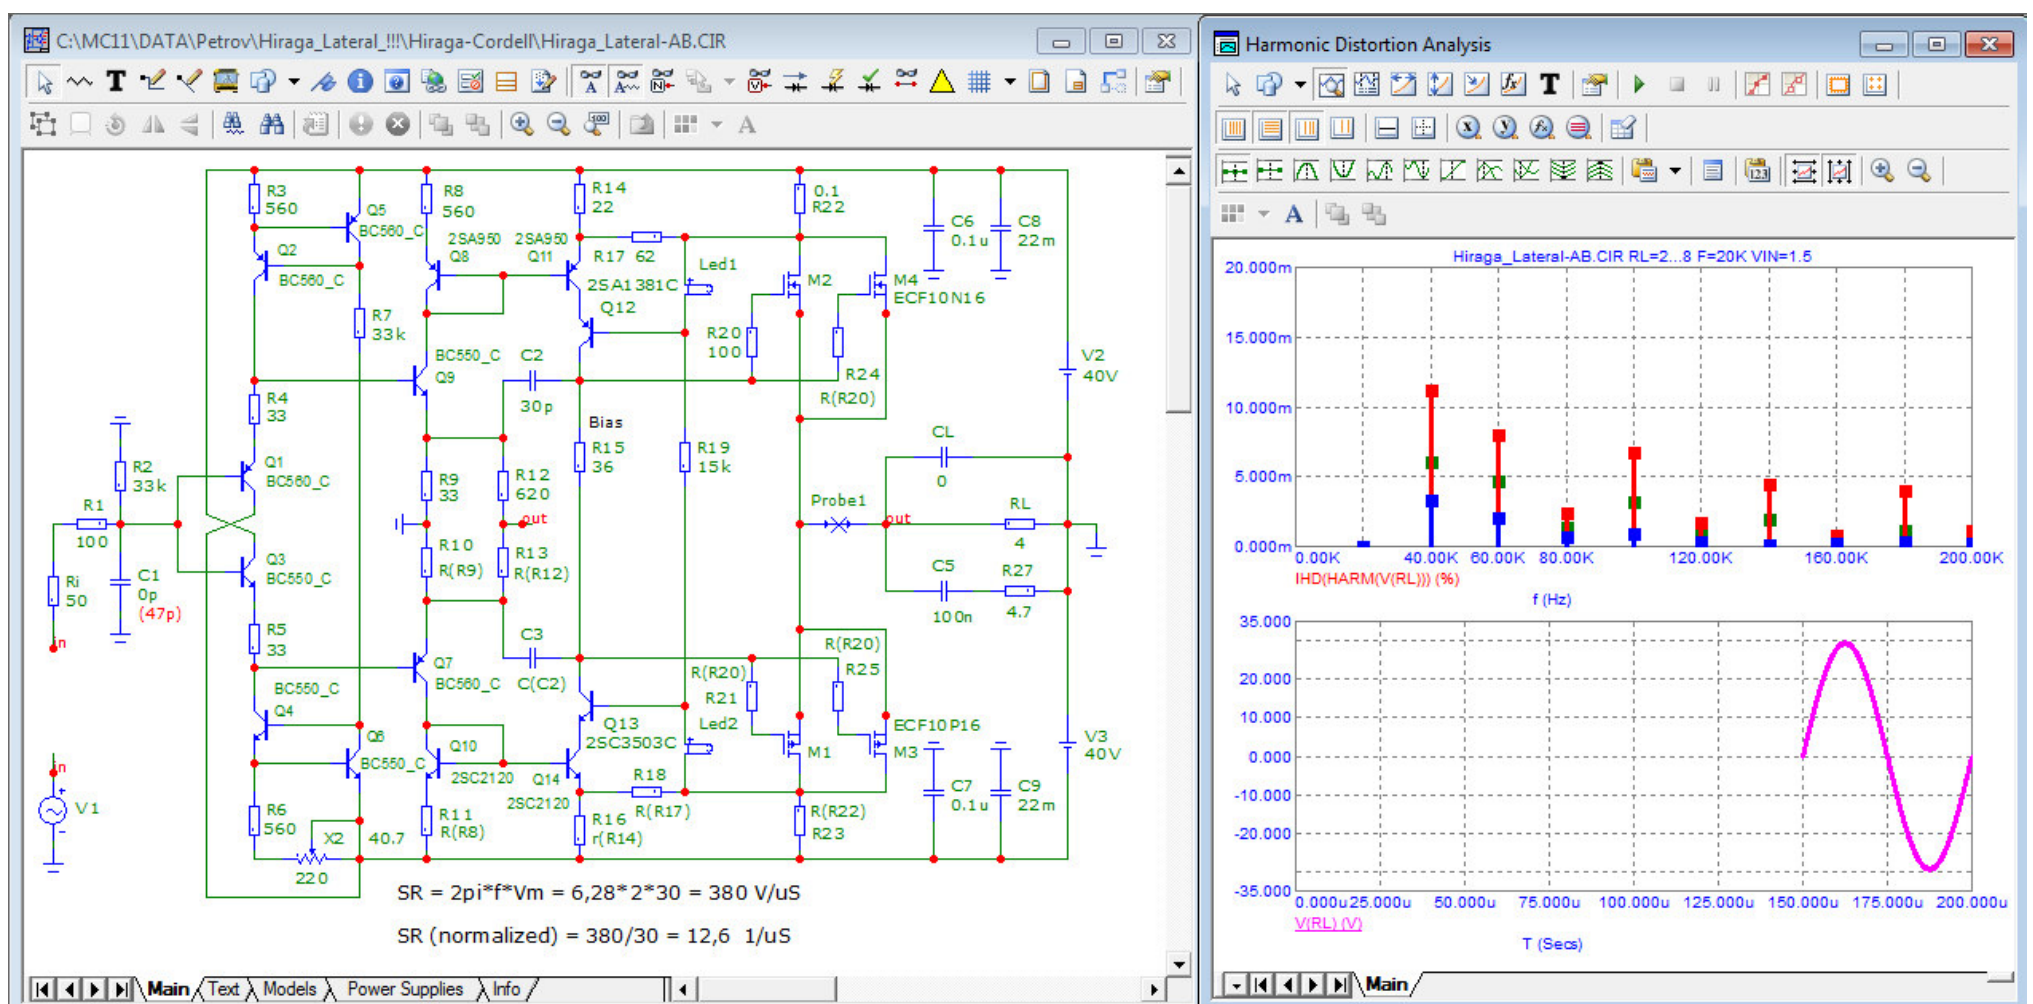 C:\MC11\DATA\Petrov\Hiraga_Lateral_!!!\Hiraga-Cordell\Hiraga_Lateral-AB.CIR
R3
560
Q5
BC560_C
Q2
BC560_C
R7
33k
R8
560
2SA950
Q8
2SA950
Q11
R14
22
R17 62
Led1
2SA1381C
Q12
0.1
R22
M2
M4
ECF10N16
C6
0.1u
C8
22m
R20
100
R24
R(R20)
V2
40V
BC550_C
Q9
C2
30p
R4
33
Bias
R15
36
R19
15k
CL
0
Q1
BC560_C
R2
33k
R1
100
R9
33
R12
620
out
Probe1
out
RL
4
R10
R(R9)
R13
R(R12)
Q3
BC550_C
Ri
50
C1
0p
(47p)
in
C5
100n
R27
4.7
R5
33
C3
C(C2)
Q7
BC560_C
R(R20)
R21
R(R20)
R25
BC550_C
Q4
Q13
2SC3503C
Led2
M1
ECF10P16
M3
V3
40V
Q6
BC550_C
Q10
2SC2120
Q14
2SC2120
R18
R(R17)
C7
0.1u
C9
22m
in
V1
R6
560
X2
40.7
220
R11
R(R8)
R16
r(R14)
R(R22)
R23
SR = 2pi*f*Vm = 6,28*2*30 = 380 V/uS
SR (normalized) = 380/30 = 12,6 1/uS
Main Text Models Power Supplies Info
Harmonic Distortion Analysis
Hiraga_Lateral-AB.CIR RL=2...8 F=20K VIN=1.5
20.000m
15.000m
10.000m
5.000m
0.000m
0.00K 40.00K 60.00K 80.00K 120.00K 160.00K 200.00K
IHD(HARM(V(RL))) (%)
f (Hz)
35.000
20.000
10.000
0.000
-10.000
-20.000
-35.000
0.000u 25.000u 50.000u 75.000u 100.000u 125.000u 150.000u 175.000u 200.000u
V(RL) (V)
T (Secs)
Main